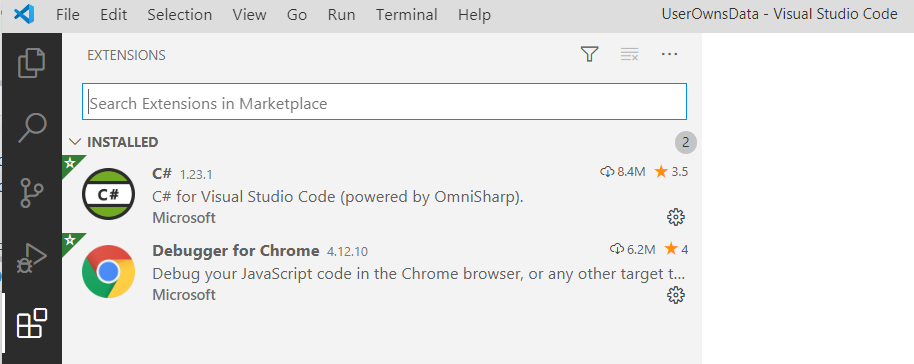 File Edit Selection View Go Run Terminal Help UserOwnsData - Visual Studio Code
EXTENSIONS
Search Extensions in Marketplace
INSTALLED 2
C# 1.23.1 8.4M 3.5
C# C# for Visual Studio Code (powered by OmniSharp).
Microsoft
Debugger for Chrome 4.12.10 6.2M 4
Debug your JavaScript code in the Chrome browser, or any other target t...
Microsoft